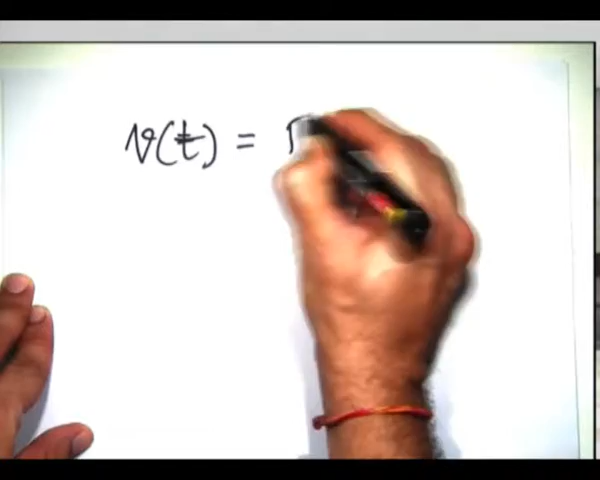 v(t) =